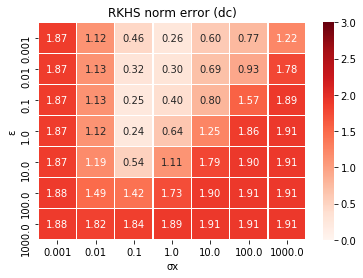 RKHS norm error (dc)
0.001 1.87 1.12 0.46 0.26 0.60 0.77 1.22
0.01 1.87 1.13 0.32 0.30 0.69 0.93 1.78
0.1 1.87 1.13 0.25 0.40 0.80 1.57 1.89
1.0 1.87 1.12 0.24 0.64 1.25 1.86 1.91
10.0 1.87 1.19 0.54 1.11 1.79 1.90 1.91
100.0 1.88 1.49 1.42 1.73 1.90 1.91 1.91
1000.0 1.88 1.82 1.84 1.89 1.91 1.91 1.91
0.001 0.01 0.1 1.0 10.0 100.0 1000.0
σx
ε
3.0
2.5
2.0
1.5
1.0
0.5
0.0